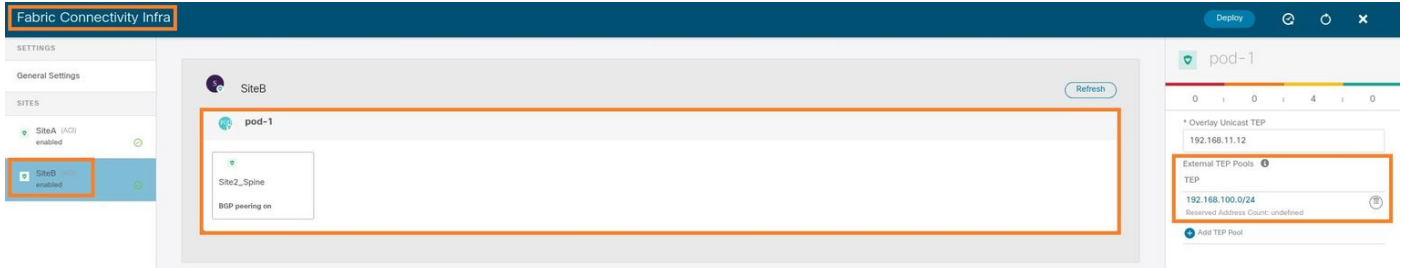 Fabric Connectivity Infra
Deploy
SETTINGS
General Settings
SITES
SiteA (ACI)
enabled
SiteB (ACI)
enabled
SiteB
Refresh
pod-1
Site2_Spine
BGP peering on
pod-1
0 0 4 0
* Overlay Unicast TEP
192.168.11.12
External TEP Pools
TEP
192.168.100.0/24
Reserved Address Count: undefined
Add TEP Pool